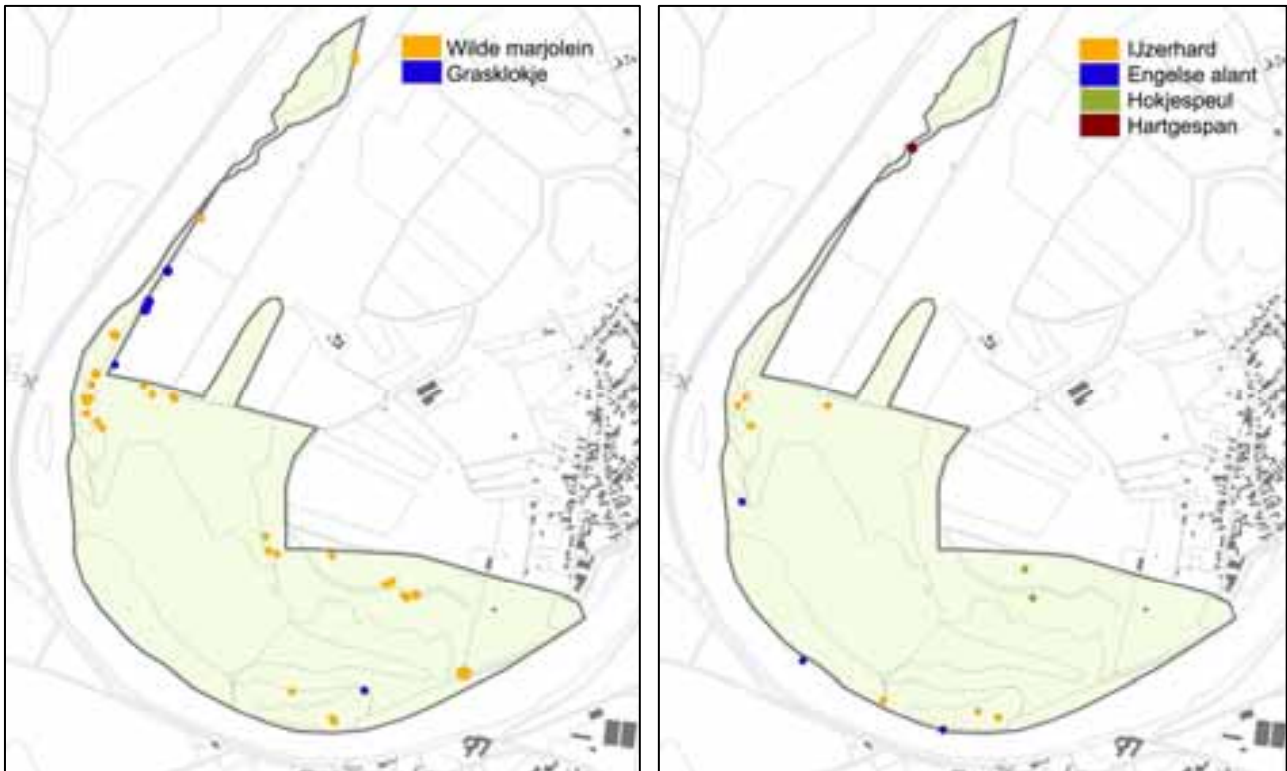 Wilde marjolein
Grasklokje
IJzerhard
Engelse alant
Hokjespeul
Hartgespan